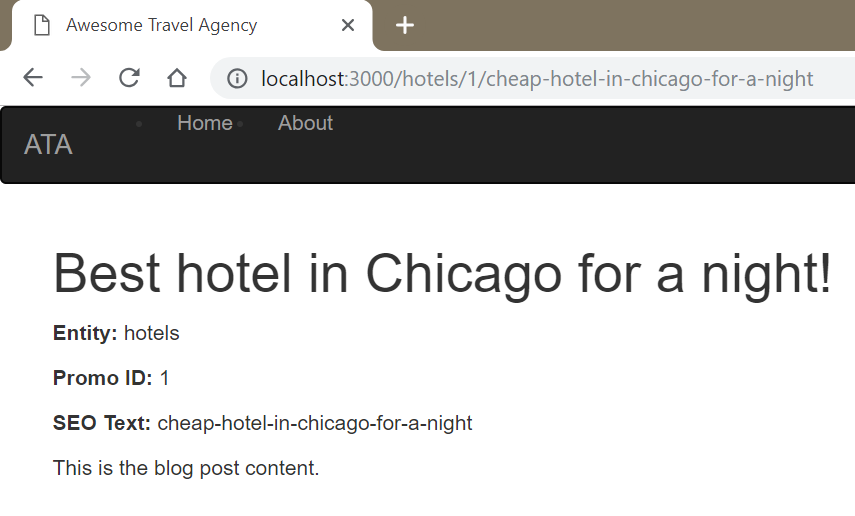 Awesome Travel Agency
localhost:3000/hotels/1/cheap-hotel-in-chicago-for-a-night
ATA
Home
About
Best hotel in Chicago for a night!
Entity: hotels
Promo ID: 1
SEO Text: cheap-hotel-in-chicago-for-a-night
This is the blog post content.